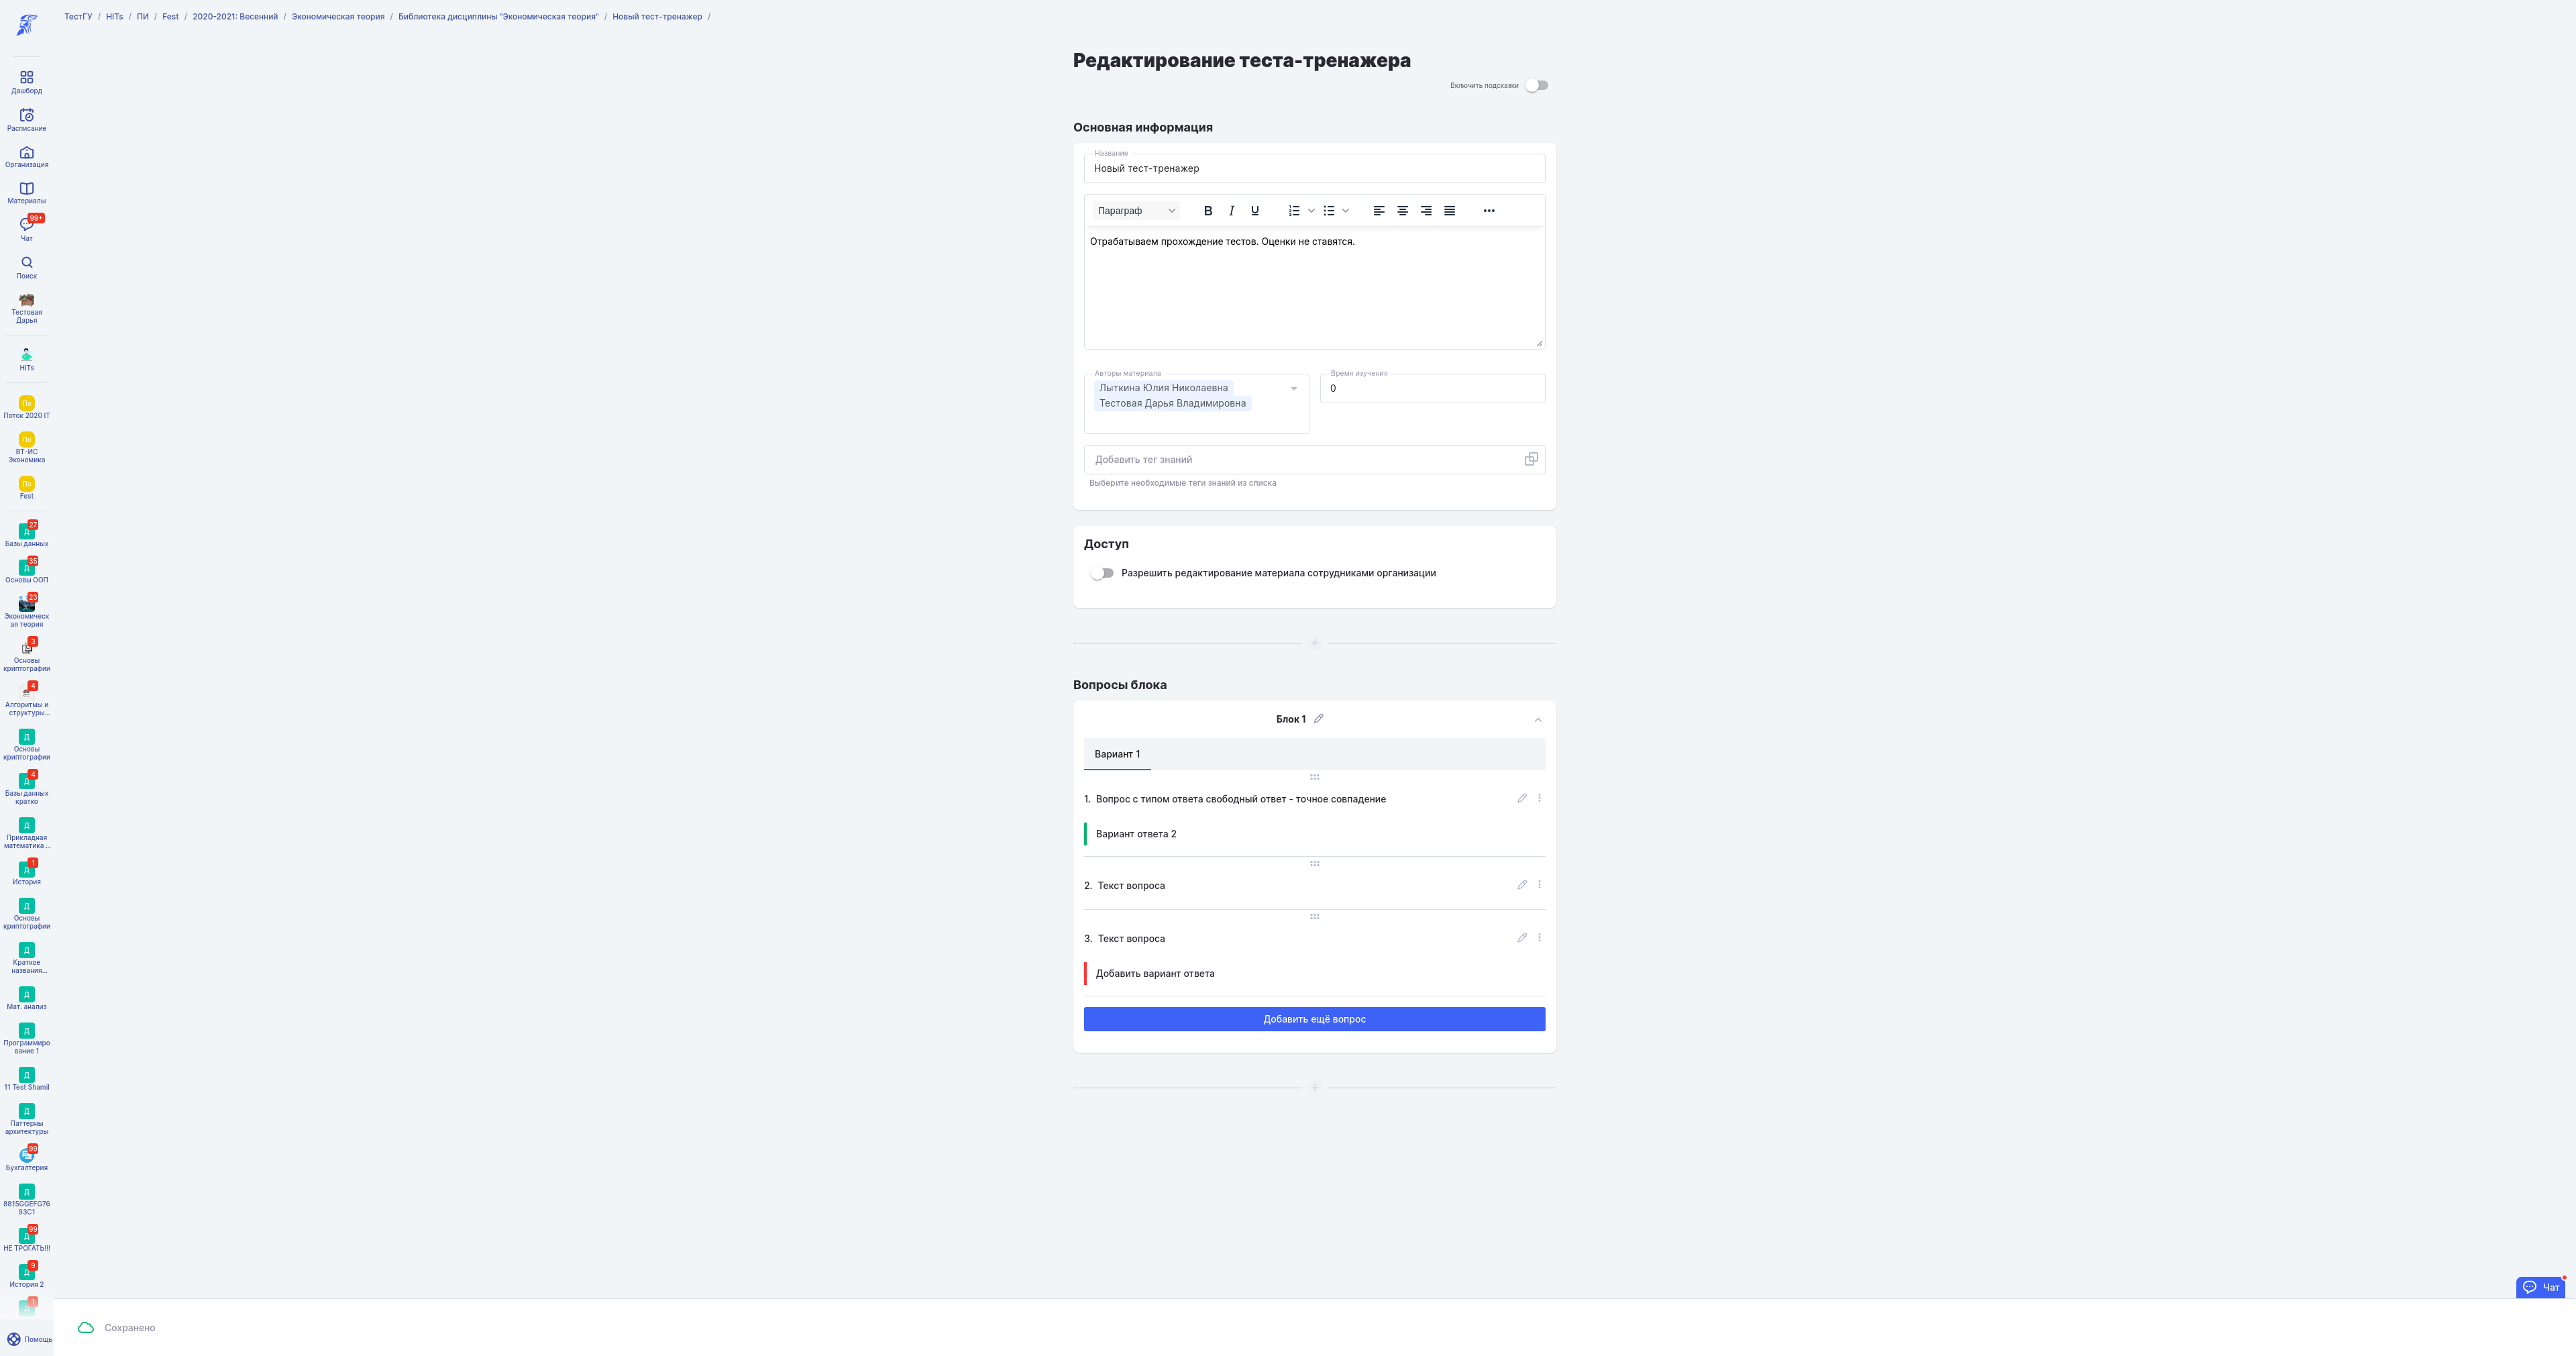 ТестГУ / HITs / ПИ / Fest / 2020-2021: Весенний / Экономическая теория / Библиотека дисциплины "Экономическая теория" / Новый тест-тренажер /
Дашборд
Расписание
Организация
Материалы
99+
Чат
Поиск
Тестовая
Дарья
HITs
По
Поток 2020 IT
По
ВТ-ИС
Экономика
По
Fest
27
Д
Базы данных
35
Д
Основы ООП
23
Экономическ
ая теория
3
Основы
криптографии
4
Алгоритмы и
структуры...
Д
Основы
криптографии
4
Д
Базы данных
кратко
Д
Прикладная
математика ...
1
Д
История
Д
Основы
криптографии
Д
Краткое
названия...
Д
Мат. анализ
Д
Программиро
вание 1
Д
11 Test Shamil
Д
Паттерны
архитектуры
99
Бухгалтерия
Д
8815GGEFG76
93C1
99
Д
НЕ ТРОГАТЬ!!!
9
Д
История 2
1
Д
Помощь
Редактирование теста-тренажера
Включить подсказки
Основная информация
Название
Новый тест-тренажер
Параграф B I U
Отрабатываем прохождение тестов. Оценки не ставятся.
Авторы материала
Лыткина Юлия Николаевна
Тестовая Дарья Владимировна
Время изучения
0
Добавить тег знаний
Выберите необходимые теги знаний из списка
Доступ
Разрешить редактирование материала сотрудниками организации
Вопросы блока
Блок 1
Вариант 1
1. Вопрос с типом ответа свободный ответ - точное совпадение
Вариант ответа 2
2. Текст вопроса
3. Текст вопроса
Добавить вариант ответа
Добавить ещё вопрос
Чат
Сохранено